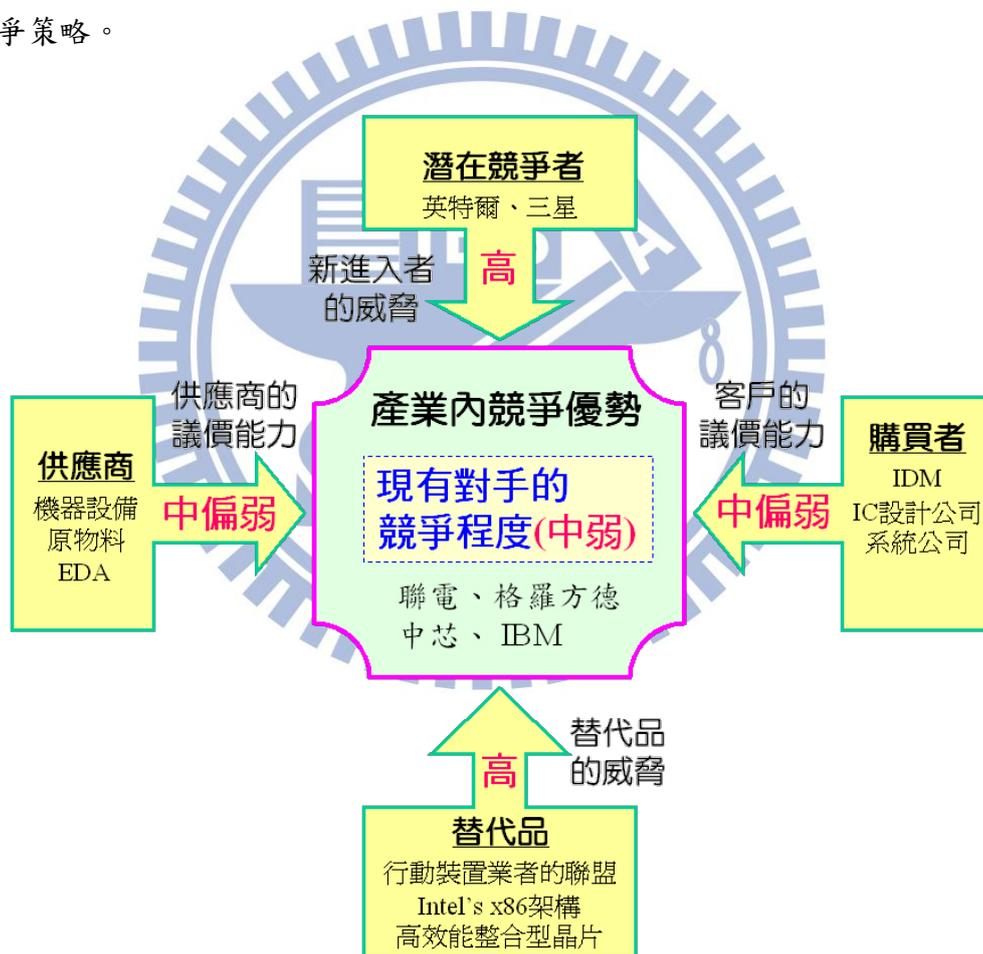 爭策略。
潛在競爭者
英特爾、三星
新進入者
的威脅
高
供應商的
議價能力
產業內競爭優勢
客戶的
議價能力
供應商
機器設備
原物料
EDA
中偏弱
現有對手的
競爭程度(中弱)
聯電、格羅方德
中芯、IBM
中偏弱
購買者
IDM
IC設計公司
系統公司
替代品
的威脅
高
替代品
行動裝置業者的聯盟
Intel's x86架構
高效能整合型晶片